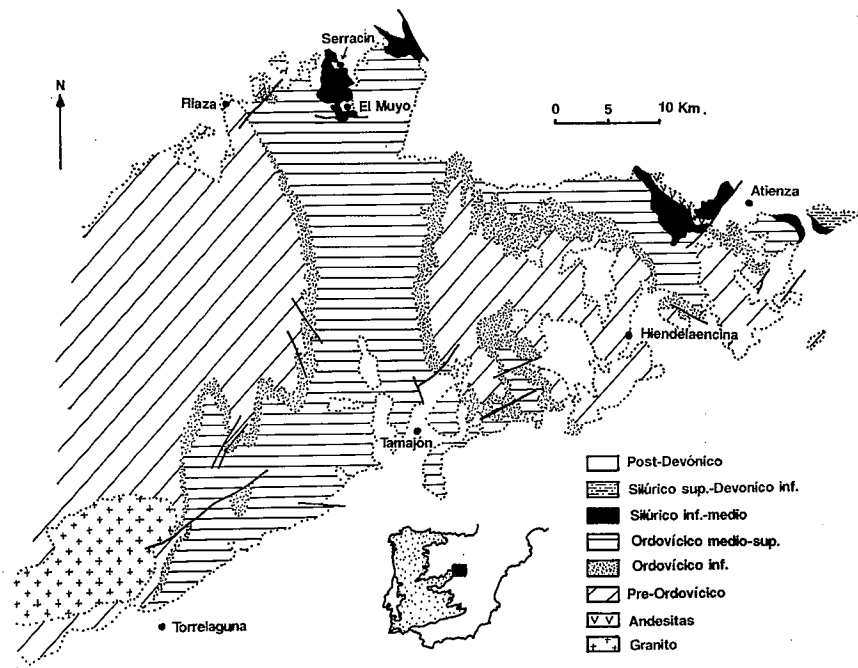 Serracín
N
Riaza
El Muyo
0 5 10 Km.
Atienza
Hiendelaencina
Tamajón
Post-Devónico
Silúrico sup.-Devonico inf.
Silúrico inf.-medio
Ordovícico medio-sup.
Ordovícico inf.
Pre-Ordovícico
Andesitas
Granito
Torrelaguna